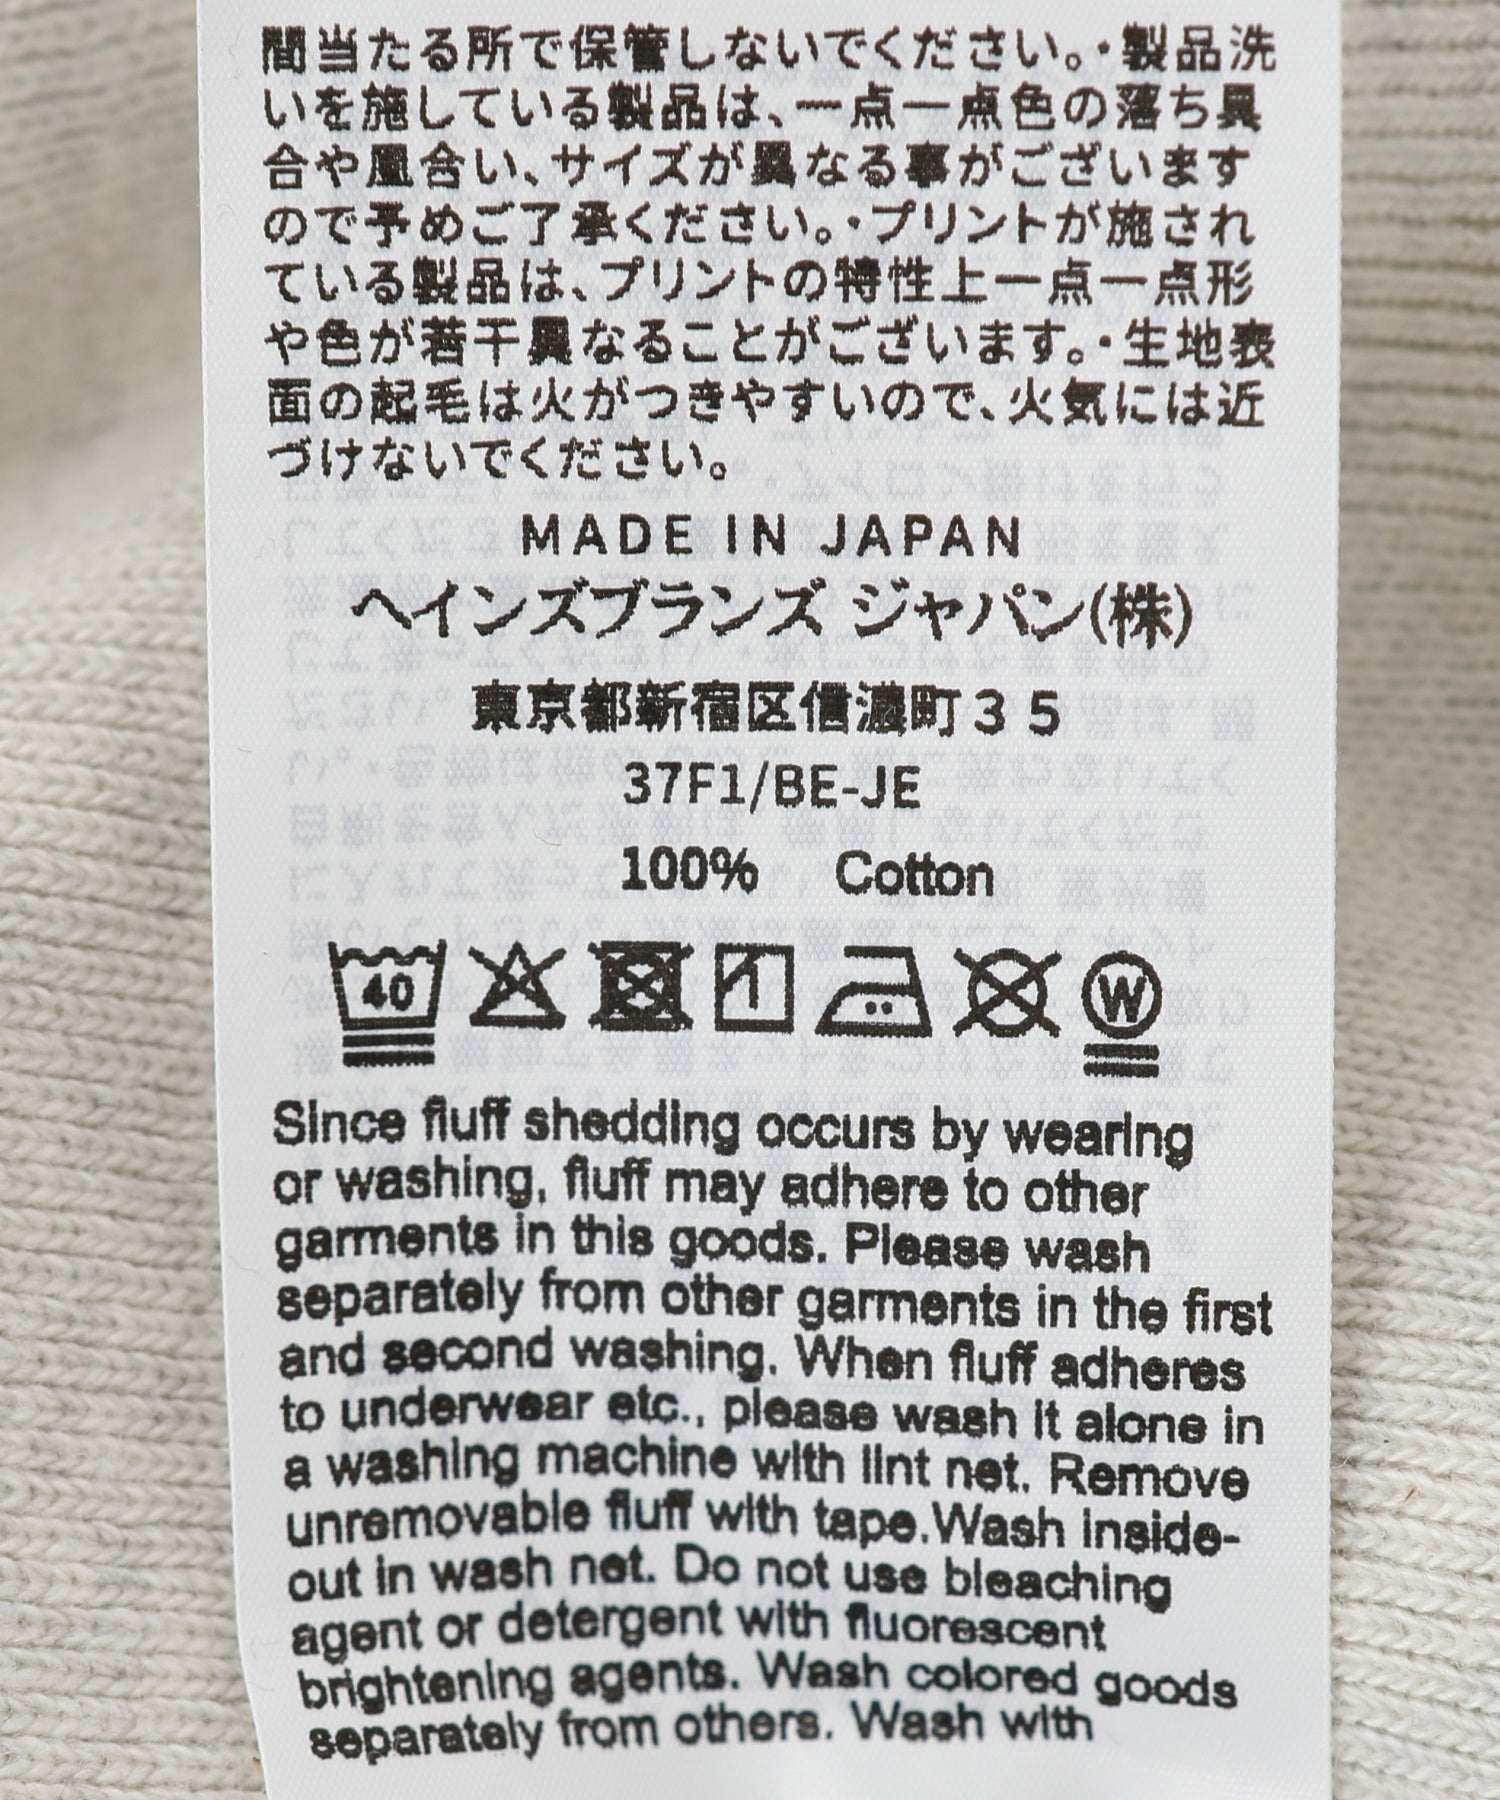 間当たる所で保管しないでください。・製品洗
いを施している製品は、一点一点色の落ち具
合や風合い、サイズが異なる事がございます
ので予めご了承ください。・プリントが施され
ている製品は、プリントの特性上一点一点形
や色が若干異なることがございます。・生地表
面の起毛は火がつきやすいので、火気には近
づけないでください。
MADE IN JAPAN
ヘインズブランズ ジャパン(株)
東京都新宿区信濃町35
37F1/BE-JE
100% Cotton
40 W
Since fluff shedding occurs by wearing
or washing, fluff may adhere to other
garments in this goods. Please wash
separately from other garments in the first
and second washing. When fluff adheres
to underwear etc., please wash it alone in
a washing machine with lint net. Remove
unremovable fluff with tape.Wash inside-
out in wash net. Do not use bleaching
agent or detergent with fluorescent
brightening agents. Wash colored goods
separately from others. Wash with